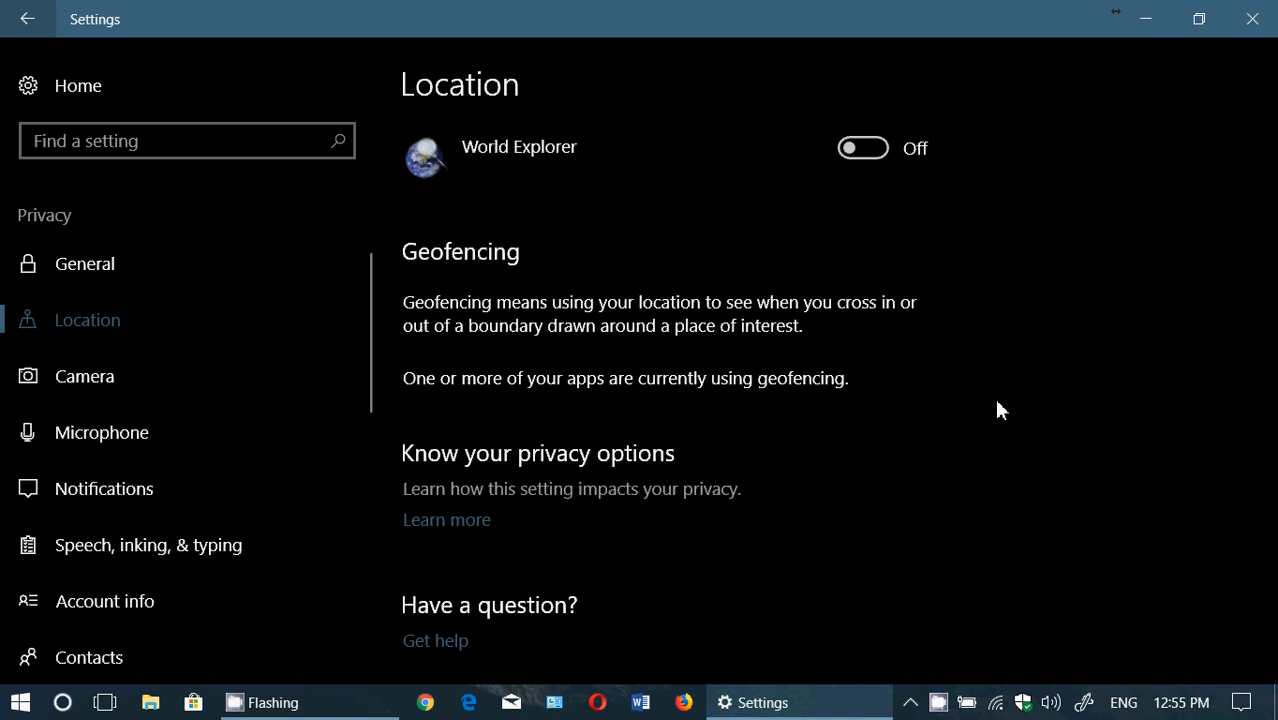 Settings
Home
Find a setting
Privacy
General
Location
Camera
Microphone
Notifications
Speech, inking, & typing
Account info
Contacts
Location
World Explorer
Off
Geofencing
Geofencing means using your location to see when you cross in or
out of a boundary drawn around a place of interest.
One or more of your apps are currently using geofencing.
Know your privacy options
Learn how this setting impacts your privacy.
Learn more
Have a question?
Get help
Flashing
Settings
ENG
12:55 PM